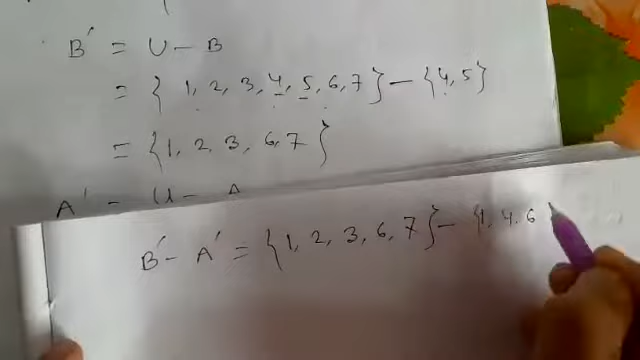 B' = U - B
= { 1, 2, 3, 4, 5, 6, 7 } - {4, 5}
= {1, 2, 3, 6, 7 }
A' = U - A
B' - A' = {1, 2, 3, 6, 7} - {1, 4, 6